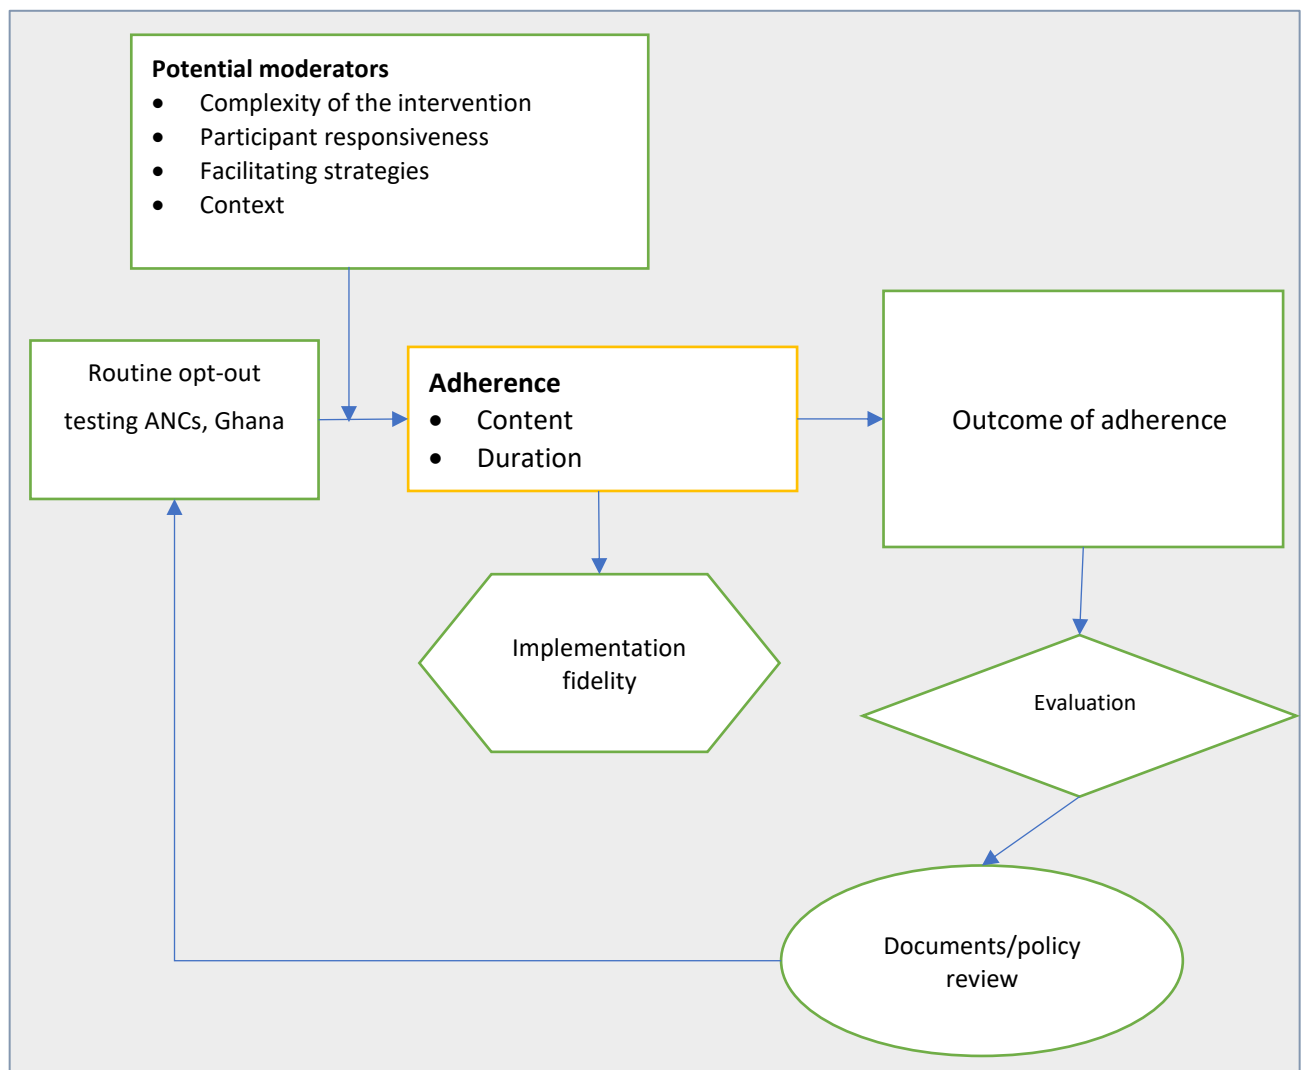 Potential moderators
• Complexity of the intervention
• Participant responsiveness
• Facilitating strategies
• Context
Routine opt-out
testing ANCs, Ghana
Adherence
• Content
• Duration
Outcome of adherence
Implementation
fidelity
Evaluation
Documents/policy
review